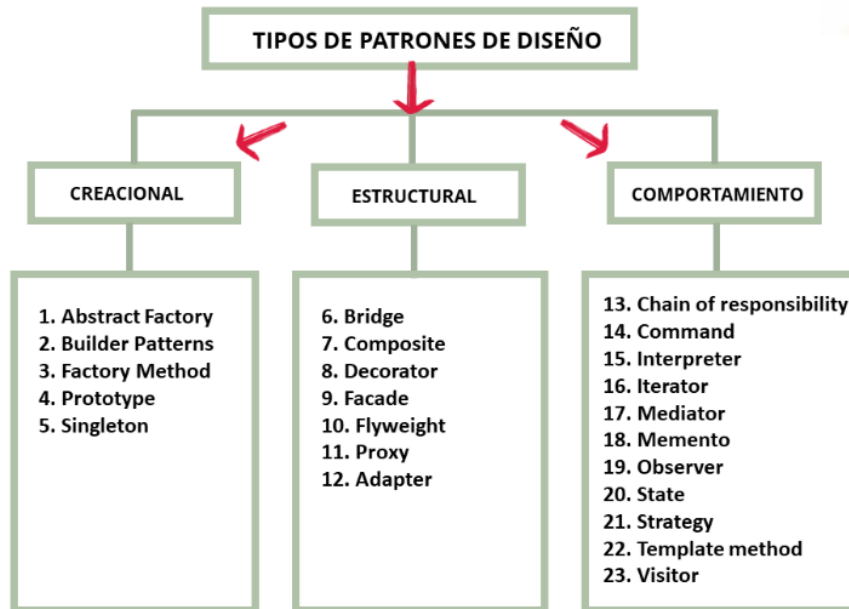 TIPOS DE PATRONES DE DISEÑO
CREACIONAL
1. Abstract Factory
2. Builder Patterns
3. Factory Method
4. Prototype
5. Singleton
ESTRUCTURAL
6. Bridge
7. Composite
8. Decorator
9. Facade
10. Flyweight
11. Proxy
12. Adapter
COMPORTAMIENTO
13. Chain of responsibility
14. Command
15. Interpreter
16. Iterator
17. Mediator
18. Memento
19. Observer
20. State
21. Strategy
22. Template method
23. Visitor